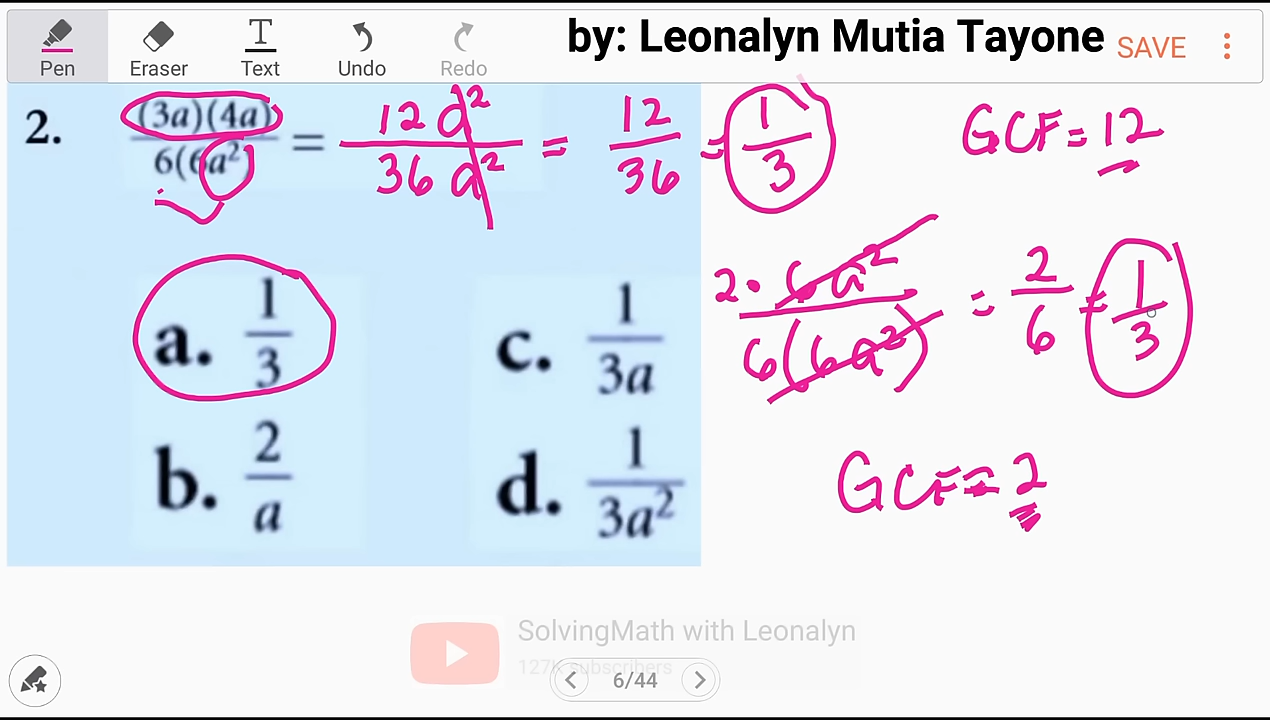 by: Leonalyn Mutia Tayone
SAVE
Pen Eraser Text Undo Redo
2. (3a)(4a) / 6(6a²) = 12a² / 36a² = 12/36 = 1/3
GCF = 12
2 · 6a² / 6(6a²) = 2/6 = 1/3
GCF = 2
a. 1/3
c. 1/3a
b. 2/a
d. 1/3a²
SolvingMath with Leonalyn
127K subscribers
6/44